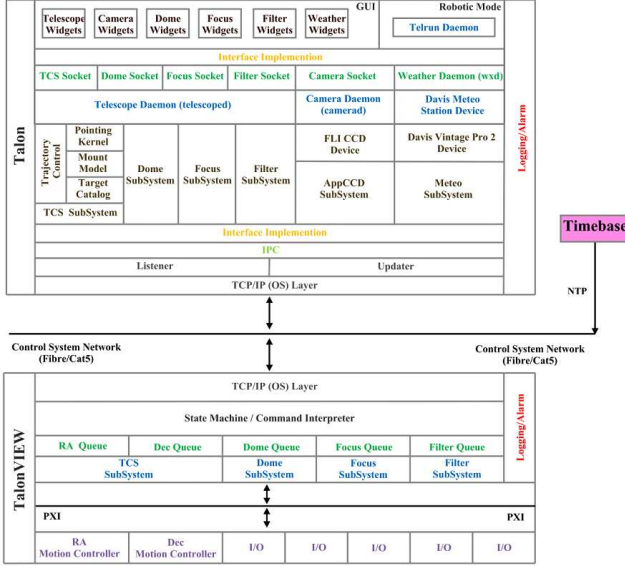 GUI
Robotic Mode
Telescope Widgets
Camera Widgets
Dome Widgets
Focus Widgets
Filter Widgets
Weather Widgets
Telrun Daemon
Interface Implemention
TCS Socket
Dome Socket
Focus Socket
Filter Socket
Camera Socket
Weather Daemon (wxd)
Telescope Daemon (telescoped)
Camera Daemon (camerad)
Davis Meteo Station Device
Talon
Logging/Alarm
Trajectory Control
Pointing Kernel
Mount Model
Target Catalog
TCS SubSystem
Dome SubSystem
Focus SubSystem
Filter SubSystem
FLI CCD Device
AppCCD SubSystem
Davis Vintage Pro 2 Device
Meteo SubSystem
Interface Implemention
IPC
Listener
Updater
TCP/IP (OS) Layer
Timebase
NTP
Control System Network (Fibre/Cat5)
Control System Network (Fibre/Cat5)
TalonVIEW
TCP/IP (OS) Layer
State Machine / Command Interpreter
Logging/Alarm
RA Queue
Dec Queue
Dome Queue
Focus Queue
Filter Queue
TCS SubSystem
Dome SubSystem
Focus SubSystem
Filter SubSystem
PXI
PXI
RA Motion Controller
Dec Motion Controller
I/O
I/O
I/O
I/O
I/O